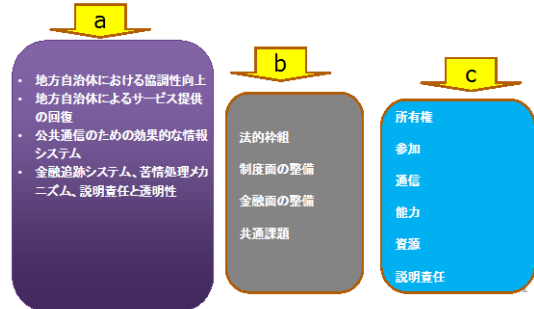 a
b
c
• 地方自治体における協調性向上
• 地方自治体によるサービス提供
の回復
• 公共通信のための効果的な情報
システム
• 金融追跡システム、苦情処理メカ
ニズム、説明責任と透明性
法的枠組
制度面の整備
金融面の整備
共通課題
所有権
参加
通信
能力
資源
説明責任